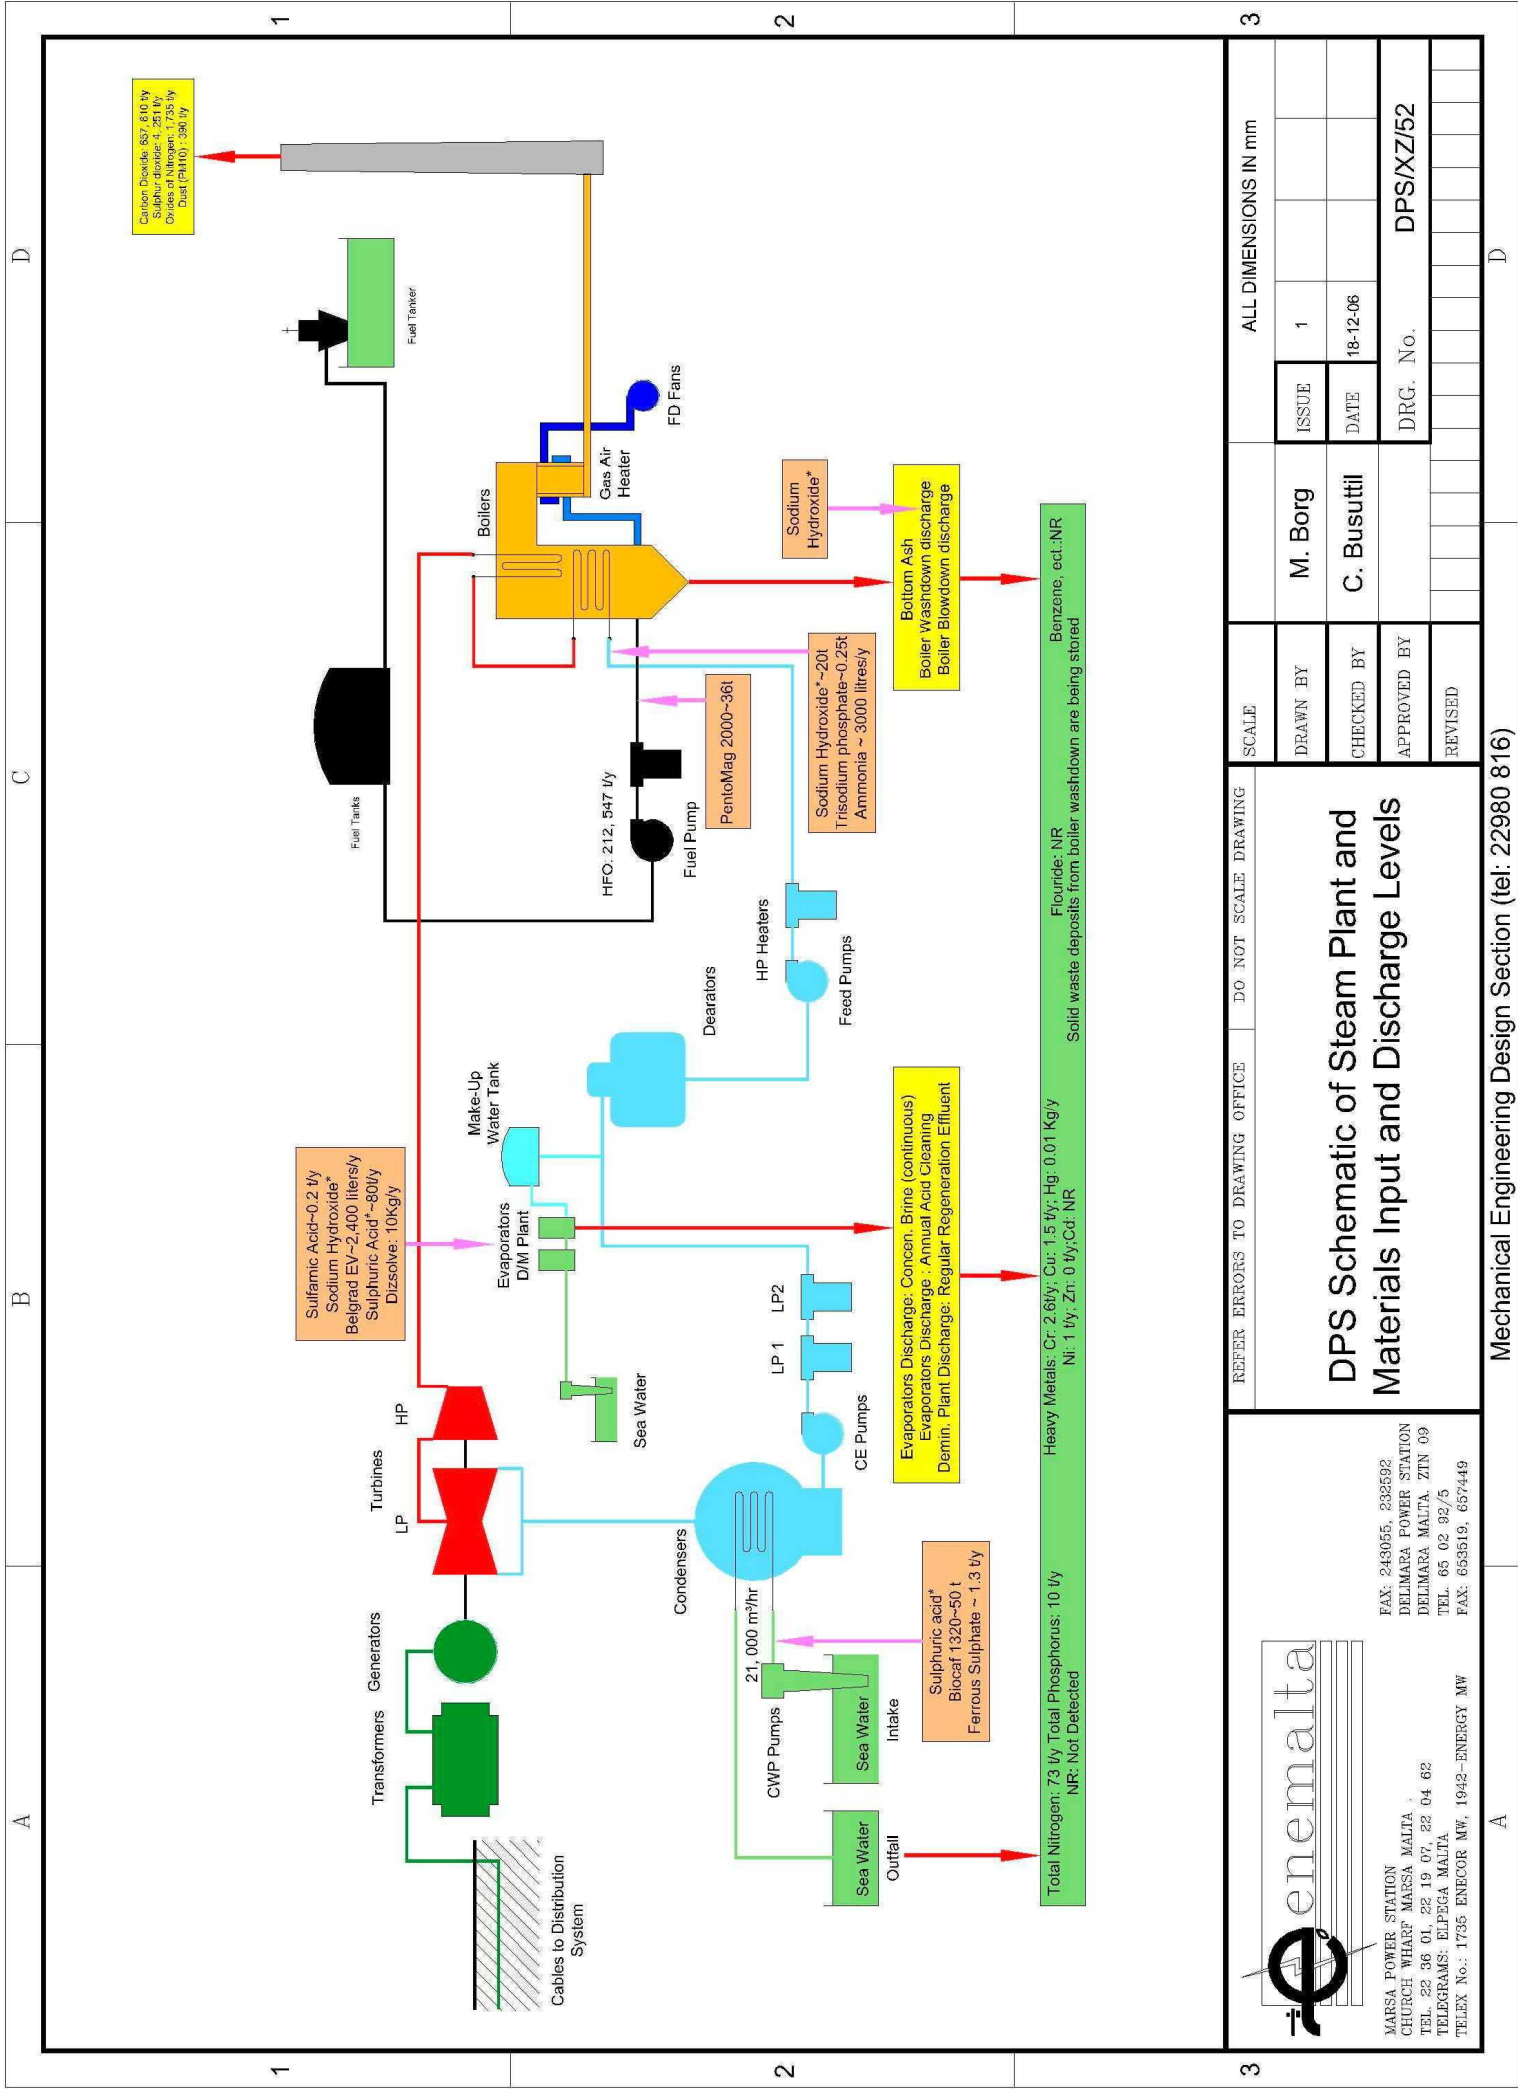 A
B
C
D
1
1
Carbon Dioxide: 657, 610 t/y
Sulphur dioxide: 4, 251 t/y
Oxides of Nitrogen: 1,735 t/y
Dust (PM10) : 390 t/y
Fuel Tanks
Fuel Tanker
Sulfamic Acid~0.2 t/y
Sodium Hydroxide*
Belgrad EV~2,400 liters/y
Sulphuric Acid*~80t/y
Dizsolve: 10Kg/y
Transformers
Generators
Turbines
LP
HP
Cables to Distribution
System
Make-Up
Water Tank
Evaporators
D/M Plant
Sea Water
Boilers
Gas Air
Heater
FD Fans
HFO: 212, 547 t/y
Fuel Pump
PentoMag 2000~36t
Dearators
2
2
Condensers
21, 000 m³/hr
CWP Pumps
Sea Water
Outfall
Sea Water
Intake
CE Pumps
LP 1
LP2
HP Heaters
Feed Pumps
Sodium Hydroxide*~20t
Trisodium phosphate~0.25t
Ammonia ~ 3000 litres/y
Sodium
Hydroxide*
Sulphuric acid*
Biocaf 1320~50 t
Ferrous Sulphate ~ 1.3 t/y
Evaporators Discharge: Concen. Brine (continuous)
Evaporators Discharge : Annual Acid Cleaning
Demin. Plant Discharge: Regular Regeneration Effluent
Bottom Ash
Boiler Washdown discharge
Boiler Blowdown discharge
Total Nitrogen: 73 t/y Total Phosphorus: 10 t/y Heavy Metals: Cr: 2.6t/y; Cu: 1.5 t/y; Hg: 0.01 Kg/y Flouride: NR Benzene, ect.:NR
NR: Not Detected Ni: 1 t/y; Zn: 0 t/y;Cd: NR Solid waste deposits from boiler washdown are being stored
3
3
enemalta
MARSA POWER STATION
CHURCH WHARF MARSA MALTA .
TEL. 22 36 01, 22 19 07, 22 04 62
TELEGRAMS: ELPEGA MALTA
TELEX No.: 1735 ENECOR MW, 1942-ENERGY MW
FAX: 243055, 232592
DELIMARA POWER STATION
DELIMARA MALTA. ZTN 09
TEL. 65 02 92/5
FAX: 653519, 657449
REFER ERRORS TO DRAWING OFFICE
DO NOT SCALE DRAWING
DPS Schematic of Steam Plant and
Materials Input and Discharge Levels
SCALE
ALL DIMENSIONS IN mm
DRAWN BY
M. Borg
ISSUE
1
CHECKED BY
C. Busuttil
DATE
18-12-06
APPROVED BY
DRG. No.
DPS/XZ/52
REVISED
Mechanical Engineering Design Section (tel: 22980 816)
A
D